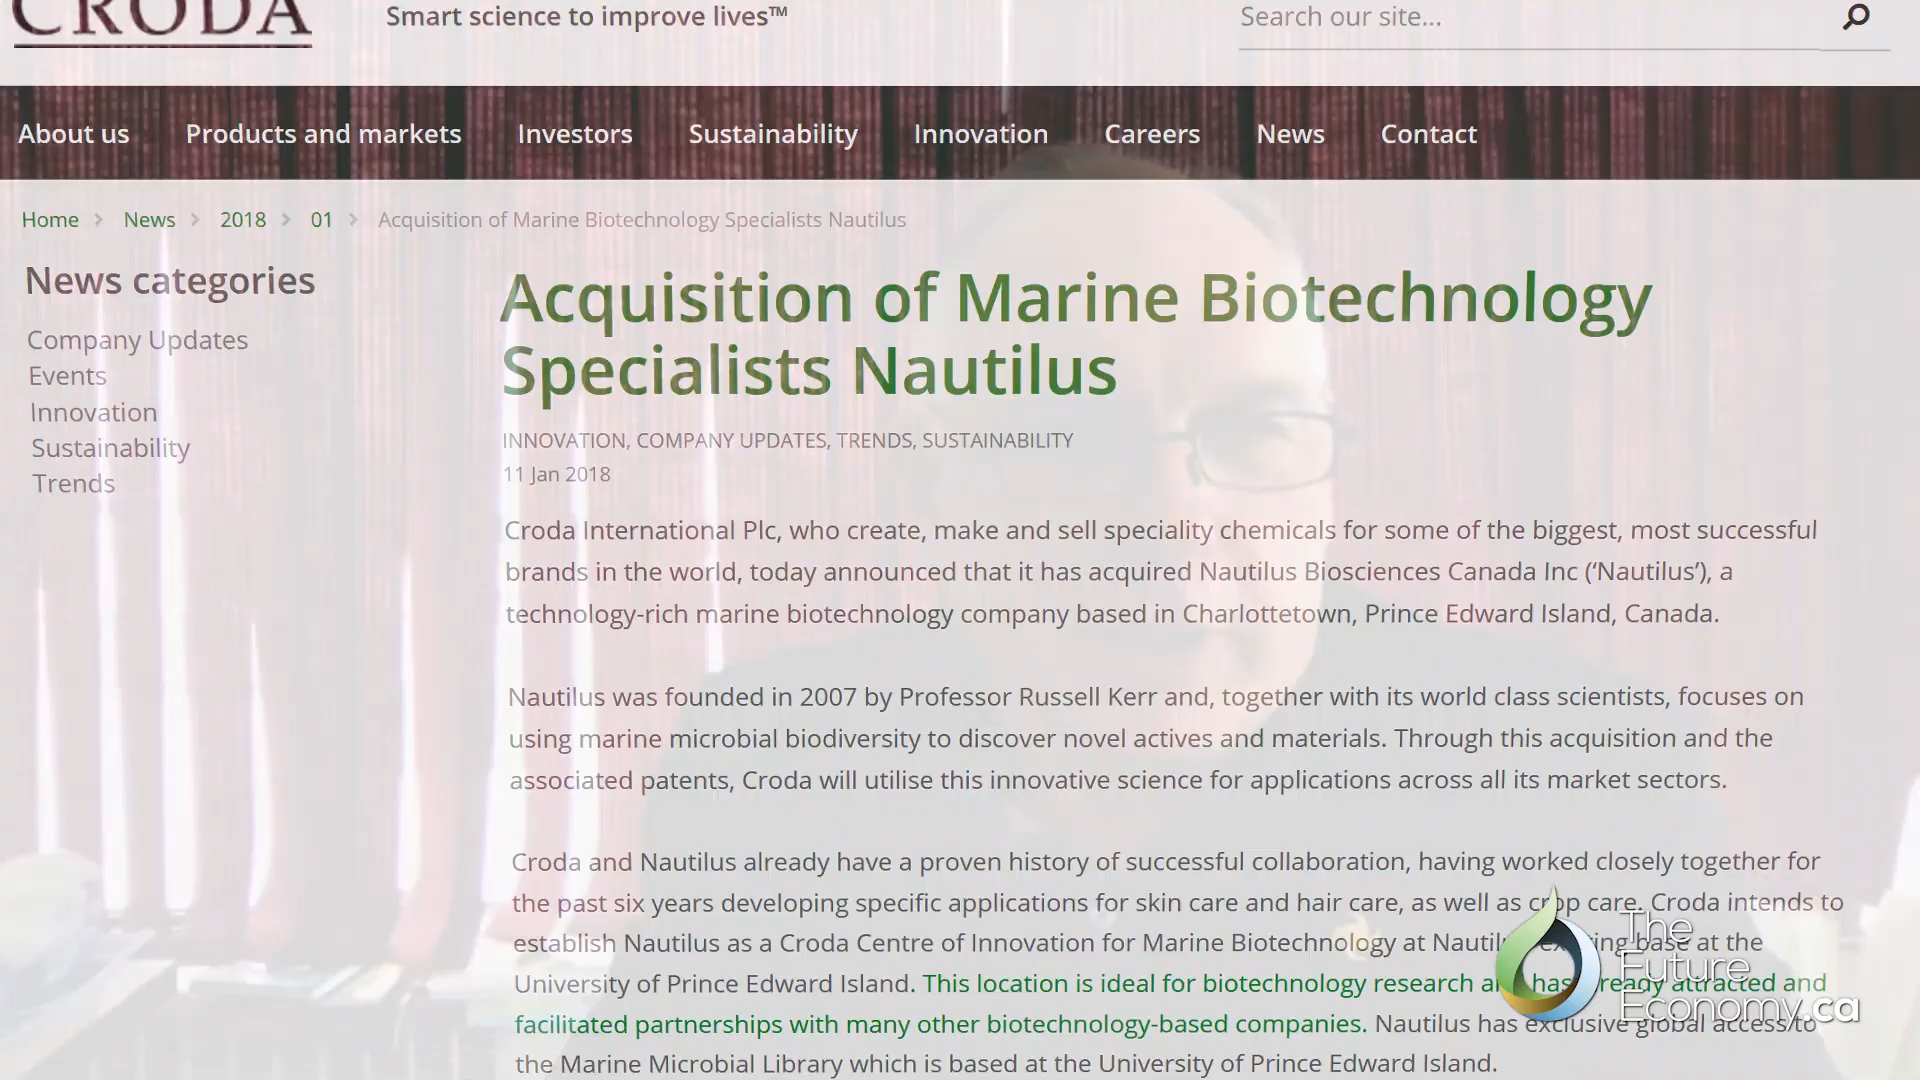 CRODA
Smart science to improve lives™
Search our site...
About us Products and markets Investors Sustainability Innovation Careers News Contact
Home > News > 2018 > 01 > Acquisition of Marine Biotechnology Specialists Nautilus
News categories
Company Updates
Events
Innovation
Sustainability
Trends
Acquisition of Marine Biotechnology
Specialists Nautilus
INNOVATION, COMPANY UPDATES, TRENDS, SUSTAINABILITY
11 Jan 2018
Croda International Plc, who create, make and sell speciality chemicals for some of the biggest, most successful
brands in the world, today announced that it has acquired Nautilus Biosciences Canada Inc (‘Nautilus’), a
technology-rich marine biotechnology company based in Charlottetown, Prince Edward Island, Canada.
Nautilus was founded in 2007 by Professor Russell Kerr and, together with its world class scientists, focuses on
using marine microbial biodiversity to discover novel actives and materials. Through this acquisition and the
associated patents, Croda will utilise this innovative science for applications across all its market sectors.
Croda and Nautilus already have a proven history of successful collaboration, having worked closely together for
the past six years developing specific applications for skin care and hair care, as well as crop care. Croda intends to
establish Nautilus as a Croda Centre of Innovation for Marine Biotechnology at base at the
University of Prince Edward Island. This location is ideal for biotechnology research has attracted and
facilitated partnerships with many other biotechnology-based companies. Nautilus has exclusive global access to
the Marine Microbial Library which is based at the University of Prince Edward Island.
The
Future
Economy.ca